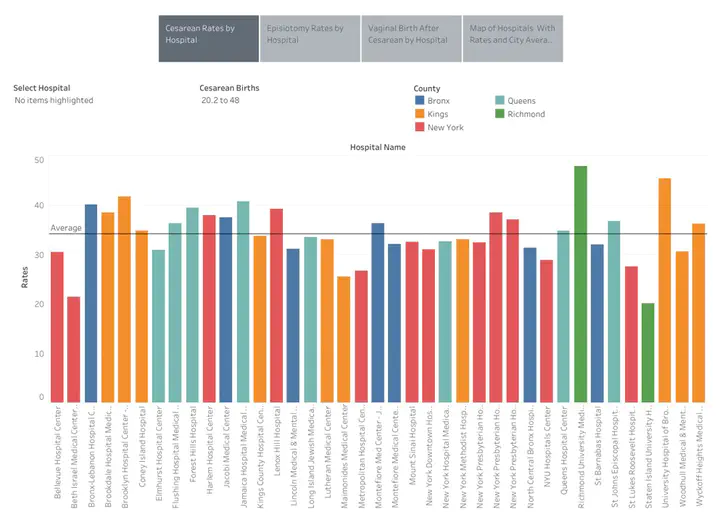 Cesarean Rates by
Hospital
Episiotomy Rates by
Hospital
Vaginal Birth After
Cesarean by Hospital
Map of Hospitals With
Rates and City Avera...
Select Hospital
No items highlighted
Cesarean Births
20.2 to 48
County
Bronx
Kings
New York
Queens
Richmond
Hospital Name
Rates
50
40
30
20
10
0
Average
Bellevue Hospital Center
Beth Israel Medical Center...
Bronx-Lebanon Hospital C...
Brookdale Hospital Medic...
Brooklyn Hospital Center -...
Coney Island Hospital
Elmhurst Hospital Center
Flushing Hospital Medical...
Forest Hills Hospital
Harlem Hospital Center
Jacobi Medical Center
Jamaica Hospital Medical...
Kings County Hospital Cen...
Lenox Hill Hospital
Lincoln Medical & Mental...
Long Island Jewish Medica...
Lutheran Medical Center
Maimonides Medical Center
Metropolitan Hospital Cen...
Montefiore Med Center - J...
Montefiore Medical Cente...
Mount Sinai Hospital
New York Downtown Hos...
New York Hospital Medica...
New York Methodist Hosp...
New York Presbyterian Ho...
New York Presbyterian Ho...
New York Presbyterian Ho...
North Central Bronx Hospi...
NYU Hospitals Center
Queens Hospital Center
Richmond University Medi...
St Barnabas Hospital
St Johns Episcopal Hospit...
St Lukes Roosevelt Hospit...
Staten Island University H...
University Hospital of Bro...
Woodhull Medical & Ment...
Wyckoff Heights Medical...